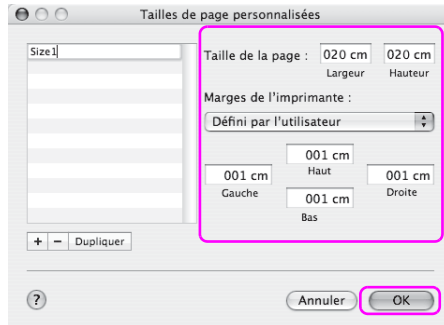 Tailles de page personnalisées
Size1
Taille de la page : 020 cm 020 cm
Largeur Hauteur
Marges de l'imprimante :
Défini par l'utilisateur
001 cm
Haut
001 cm 001 cm
Gauche Droite
001 cm
Bas
+ − Dupliquer
? Annuler OK